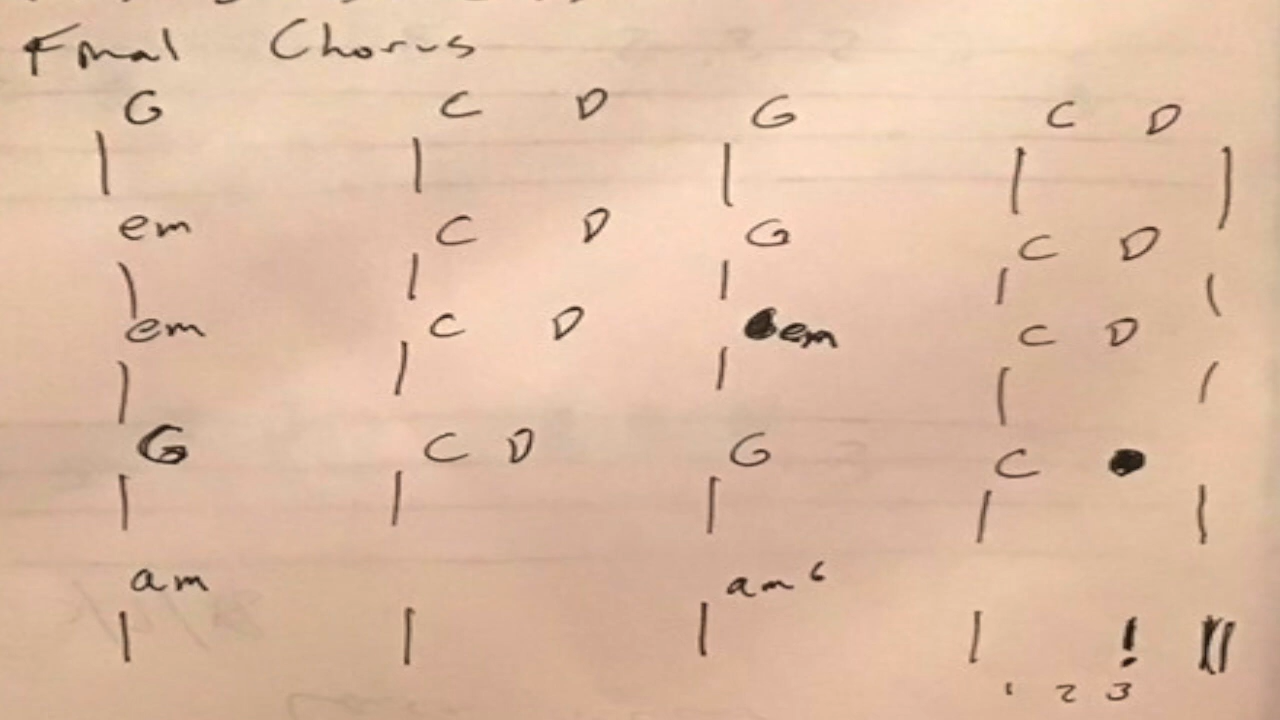 Final Chorus
G C D G C D
| | | | |
em C D G C D
| | | | |
em C D em C D
| | | | |
G C D G C
| | | | |
am am6
| | | | ! ||
1 2 3